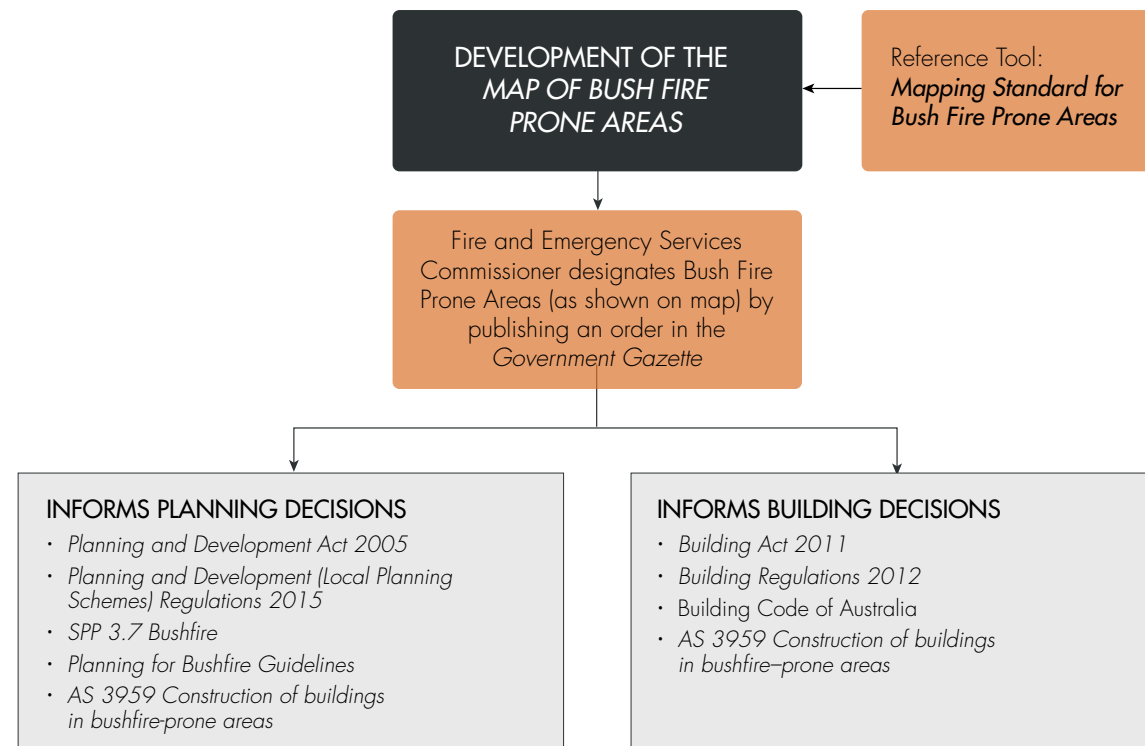 DEVELOPMENT OF THE
MAP OF BUSH FIRE
PRONE AREAS
Reference Tool:
Mapping Standard for
Bush Fire Prone Areas
Fire and Emergency Services
Commissioner designates Bush Fire
Prone Areas (as shown on map) by
publishing an order in the
Government Gazette
INFORMS PLANNING DECISIONS
• Planning and Development Act 2005
• Planning and Development (Local Planning
Schemes) Regulations 2015
• SPP 3.7 Bushfire
• Planning for Bushfire Guidelines
• AS 3959 Construction of buildings
in bushfire-prone areas
INFORMS BUILDING DECISIONS
• Building Act 2011
• Building Regulations 2012
• Building Code of Australia
• AS 3959 Construction of buildings
in bushfire–prone areas